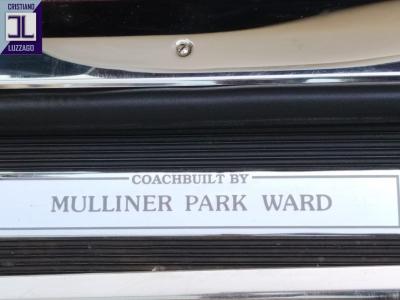 CRISTIANO
LUZZAGO
COACHBUILT BY
MULLINER PARK WARD